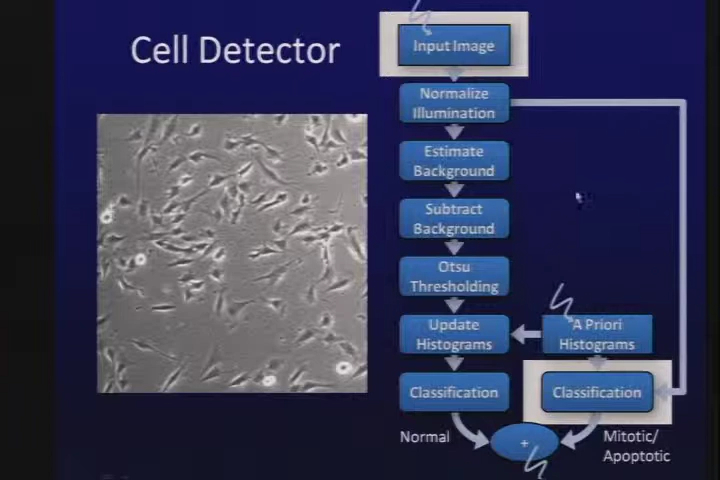 Cell Detector
Input Image
Normalize
Illumination
Estimate
Background
Subtract
Background
Otsu
Thresholding
Update
Histograms
A Priori
Histograms
Classification
Classification
Normal
+
Mitotic/
Apoptotic